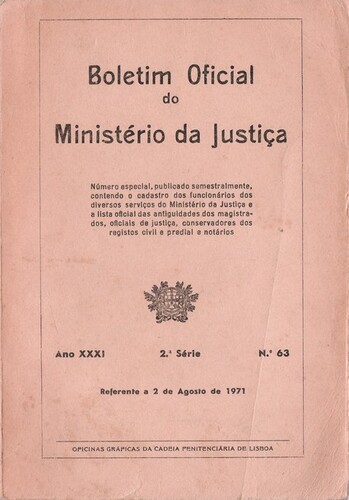 Boletim Oficial
do
Ministério da Justiça
Número especial, publicado semestralmente,
contendo o cadastro dos funcionários dos
diversos serviços do Ministério da Justiça e
a lista oficial das antiguidades dos magistra-
dos, oficiais de justiça, conservadores dos
registos civil e predial e notários
Ano XXXI 2.ª Série N.º 63
Referente a 2 de Agosto de 1971
OFICINAS GRÁFICAS DA CADEIA PENITENCIÁRIA DE LISBOA